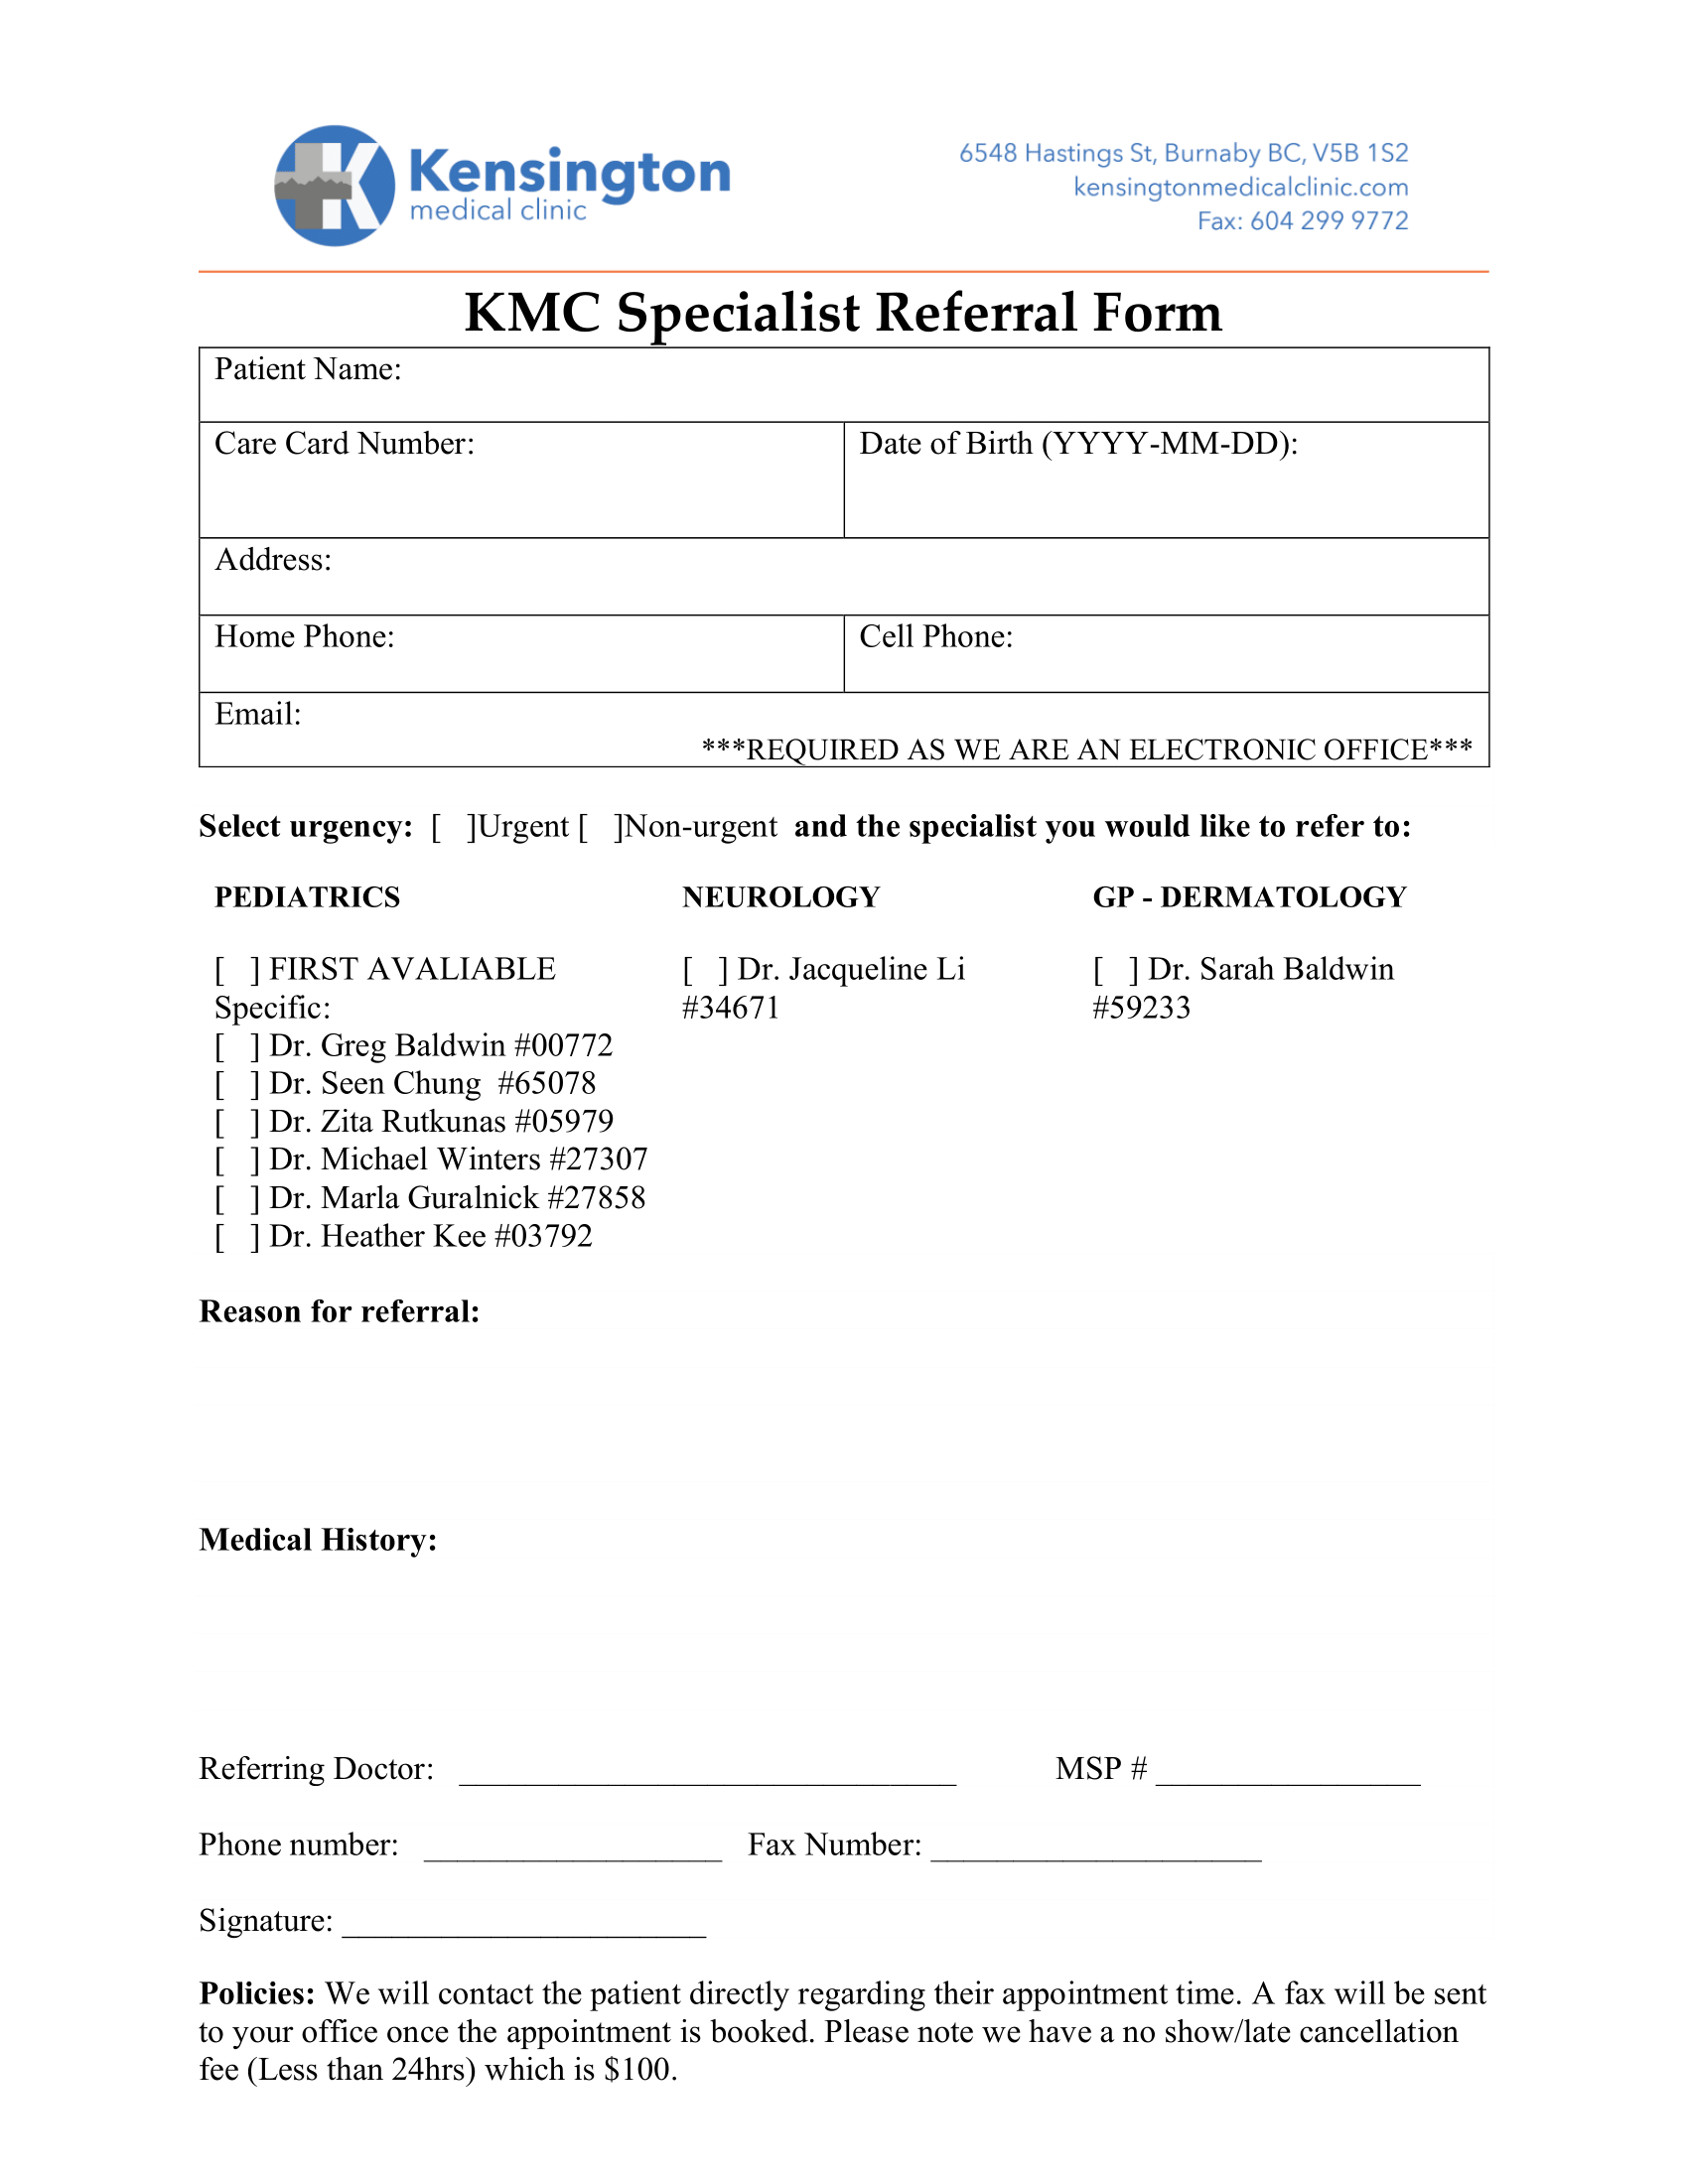 Kensington
medical clinic
6548 Hastings St, Burnaby BC, V5B 1S2
kensingtonmedicalclinic.com
Fax: 604 299 9772
KMC Specialist Referral Form
Patient Name:
Care Card Number:
Date of Birth (YYYY-MM-DD):
Address:
Home Phone:
Cell Phone:
Email:
***REQUIRED AS WE ARE AN ELECTRONIC OFFICE***
Select urgency: [ ]Urgent [ ]Non-urgent and the specialist you would like to refer to:
PEDIATRICS
[ ] FIRST AVALIABLE
Specific:
[ ] Dr. Greg Baldwin #00772
[ ] Dr. Seen Chung #65078
[ ] Dr. Zita Rutkunas #05979
[ ] Dr. Michael Winters #27307
[ ] Dr. Marla Guralnick #27858
[ ] Dr. Heather Kee #03792
NEUROLOGY
[ ] Dr. Jacqueline Li
#34671
GP - DERMATOLOGY
[ ] Dr. Sarah Baldwin
#59233
Reason for referral:
Medical History:
Referring Doctor: ______________________________ MSP # ________________
Phone number: __________________ Fax Number: ____________________
Signature: ______________________
Policies: We will contact the patient directly regarding their appointment time. A fax will be sent
to your office once the appointment is booked. Please note we have a no show/late cancellation
fee (Less than 24hrs) which is $100.